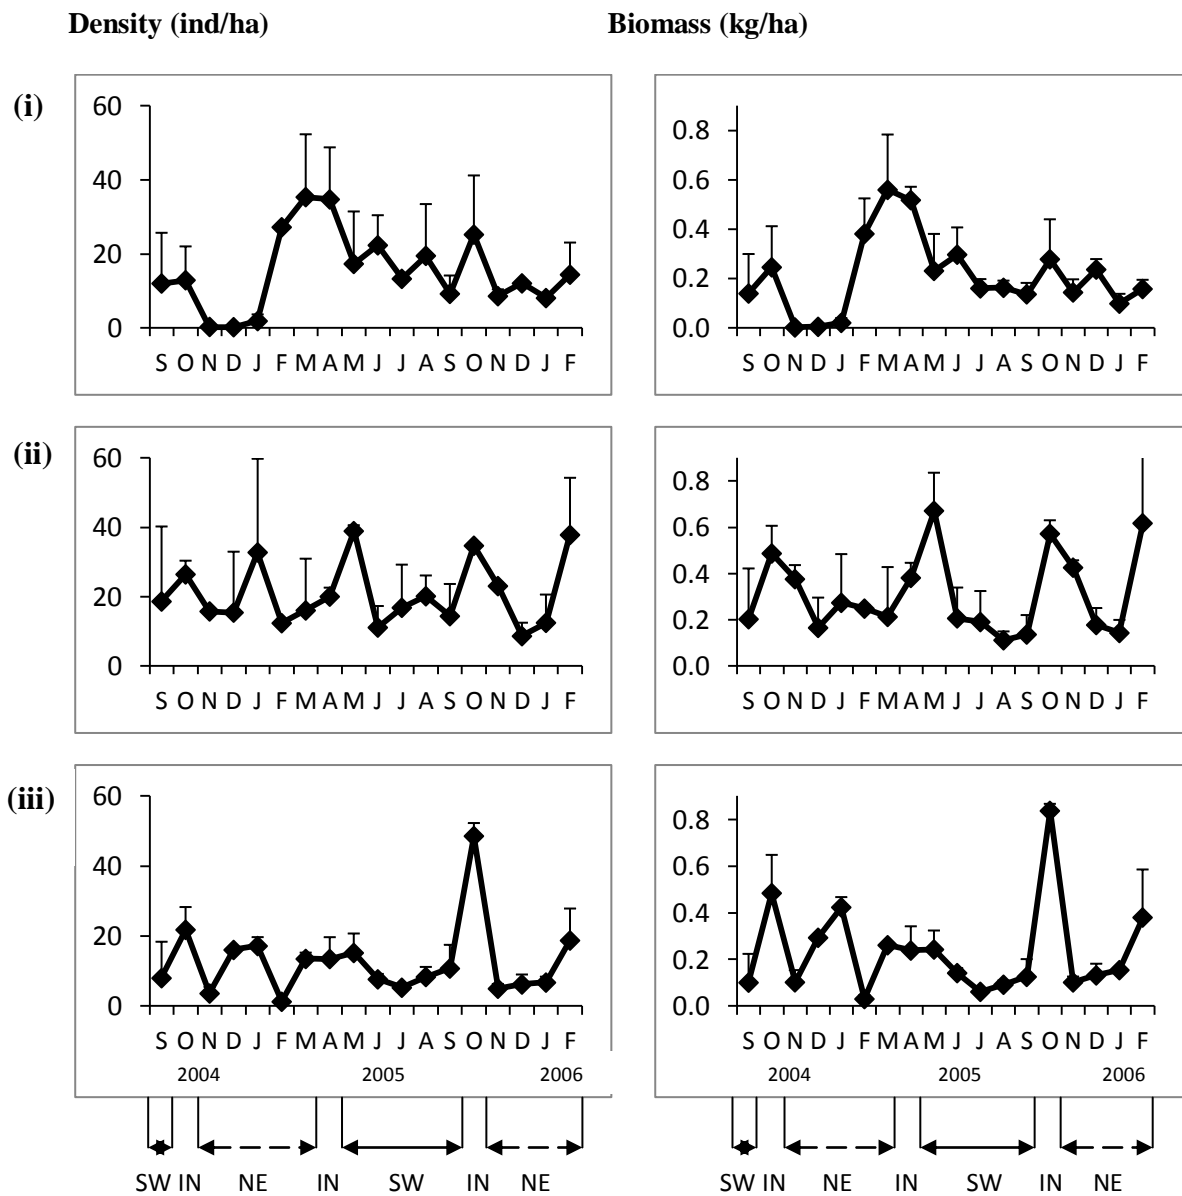 Density (ind/ha) Biomass (kg/ha)
(i)
60
40
20
0
S O N D J F M A M J J A S O N D J F
0.8
0.6
0.4
0.2
0.0
S O N D J F M A M J J A S O N D J F
(ii)
60
40
20
0
S O N D J F M A M J J A S O N D J F
0.8
0.6
0.4
0.2
0.0
S O N D J F M A M J J A S O N D J F
(iii)
60
40
20
0
S O N D J F M A M J J A S O N D J F
2004 2005 2006
0.8
0.6
0.4
0.2
0.0
S O N D J F M A M J J A S O N D J F
2004 2005 2006
SW IN NE IN SW IN NE
SW IN NE IN SW IN NE